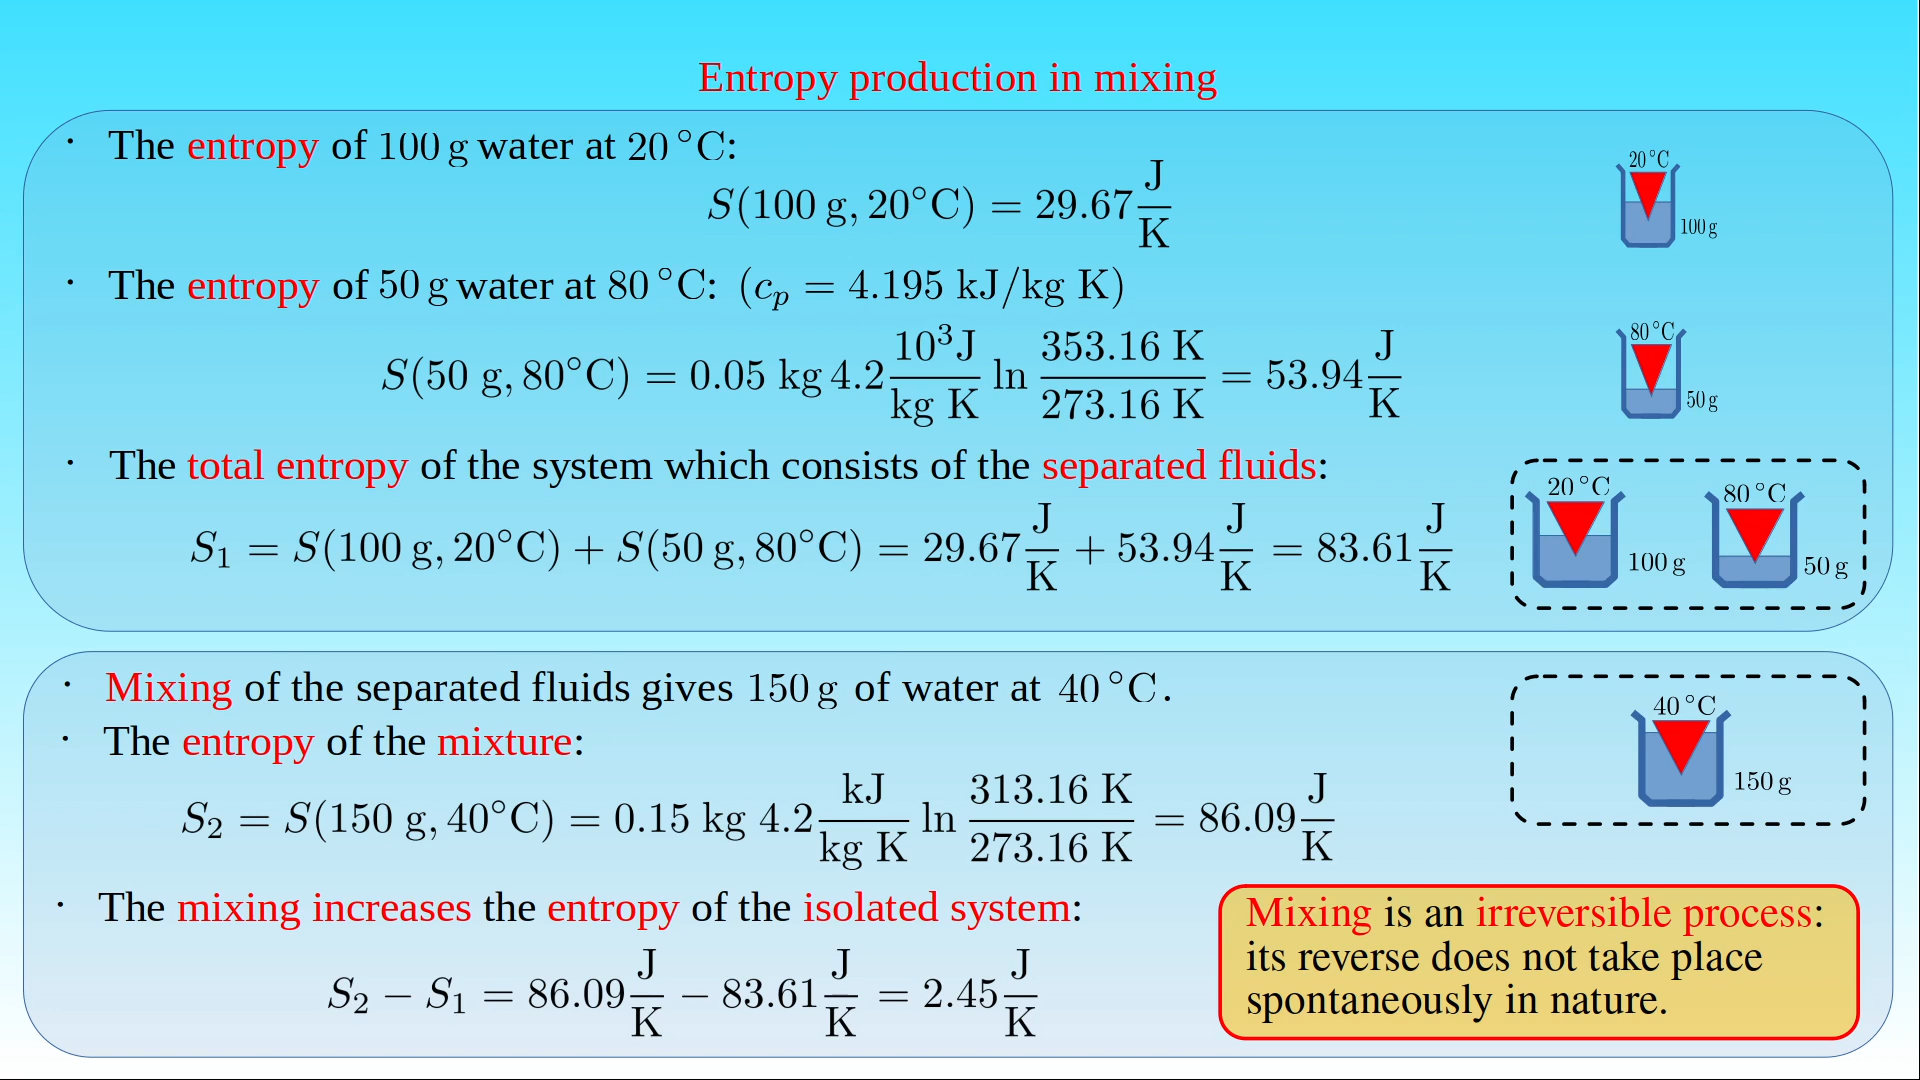 Entropy production in mixing
· The entropy of 100 g water at 20 °C:
20 °C
S(100 g, 20°C) = 29.67 J/K
100 g
· The entropy of 50 g water at 80 °C: (c_p = 4.195 kJ/kg K)
80 °C
S(50 g, 80°C) = 0.05 kg 4.2 10³J/kg K ln 353.16 K/273.16 K = 53.94 J/K
50 g
· The total entropy of the system which consists of the separated fluids:
20 °C 80 °C
S₁ = S(100 g, 20°C) + S(50 g, 80°C) = 29.67 J/K + 53.94 J/K = 83.61 J/K
100 g 50 g
· Mixing of the separated fluids gives 150 g of water at 40 °C.
40 °C
· The entropy of the mixture:
150 g
S₂ = S(150 g, 40°C) = 0.15 kg 4.2 kJ/kg K ln 313.16 K/273.16 K = 86.09 J/K
· The mixing increases the entropy of the isolated system:
S₂ − S₁ = 86.09 J/K − 83.61 J/K = 2.45 J/K
Mixing is an irreversible process:
its reverse does not take place
spontaneously in nature.